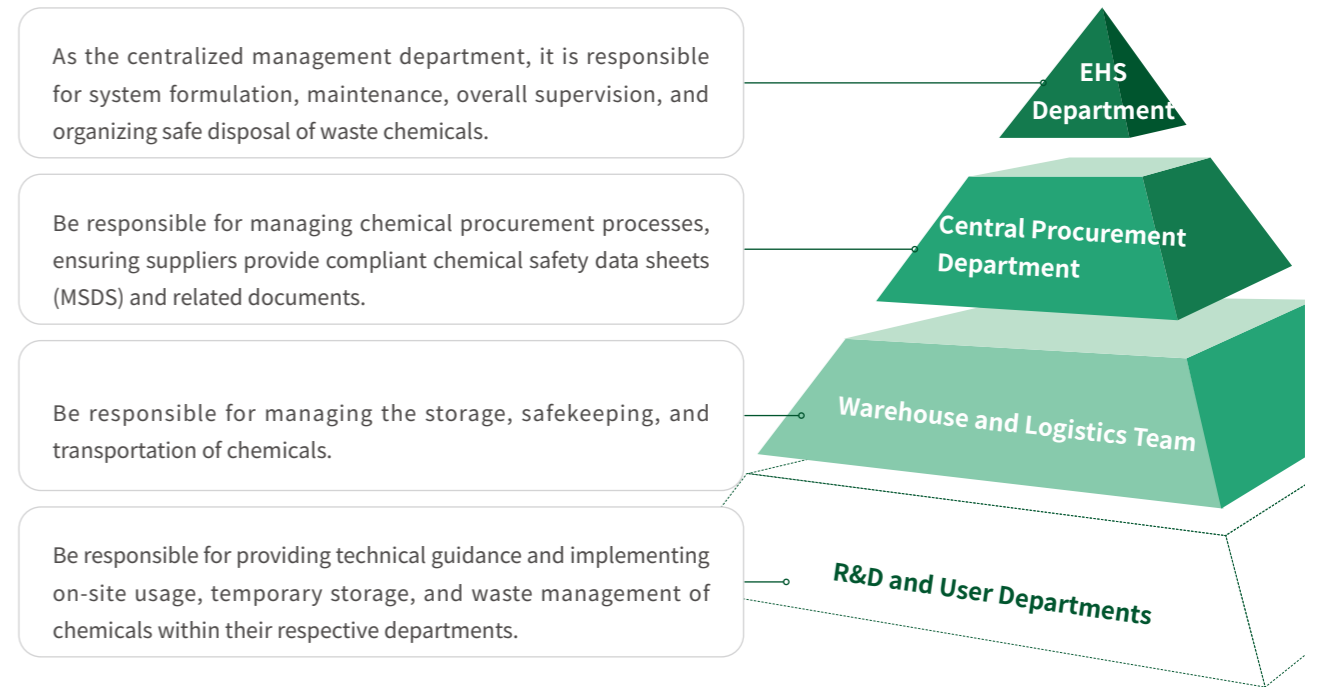 As the centralized management department, it is responsible
for system formulation, maintenance, overall supervision, and
organizing safe disposal of waste chemicals.
EHS
Department
Be responsible for managing chemical procurement processes,
ensuring suppliers provide compliant chemical safety data sheets
(MSDS) and related documents.
Central Procurement
Department
Be responsible for managing the storage, safekeeping, and
transportation of chemicals.
Warehouse and Logistics Team
Be responsible for providing technical guidance and implementing
on-site usage, temporary storage, and waste management of
chemicals within their respective departments.
R&D and User Departments